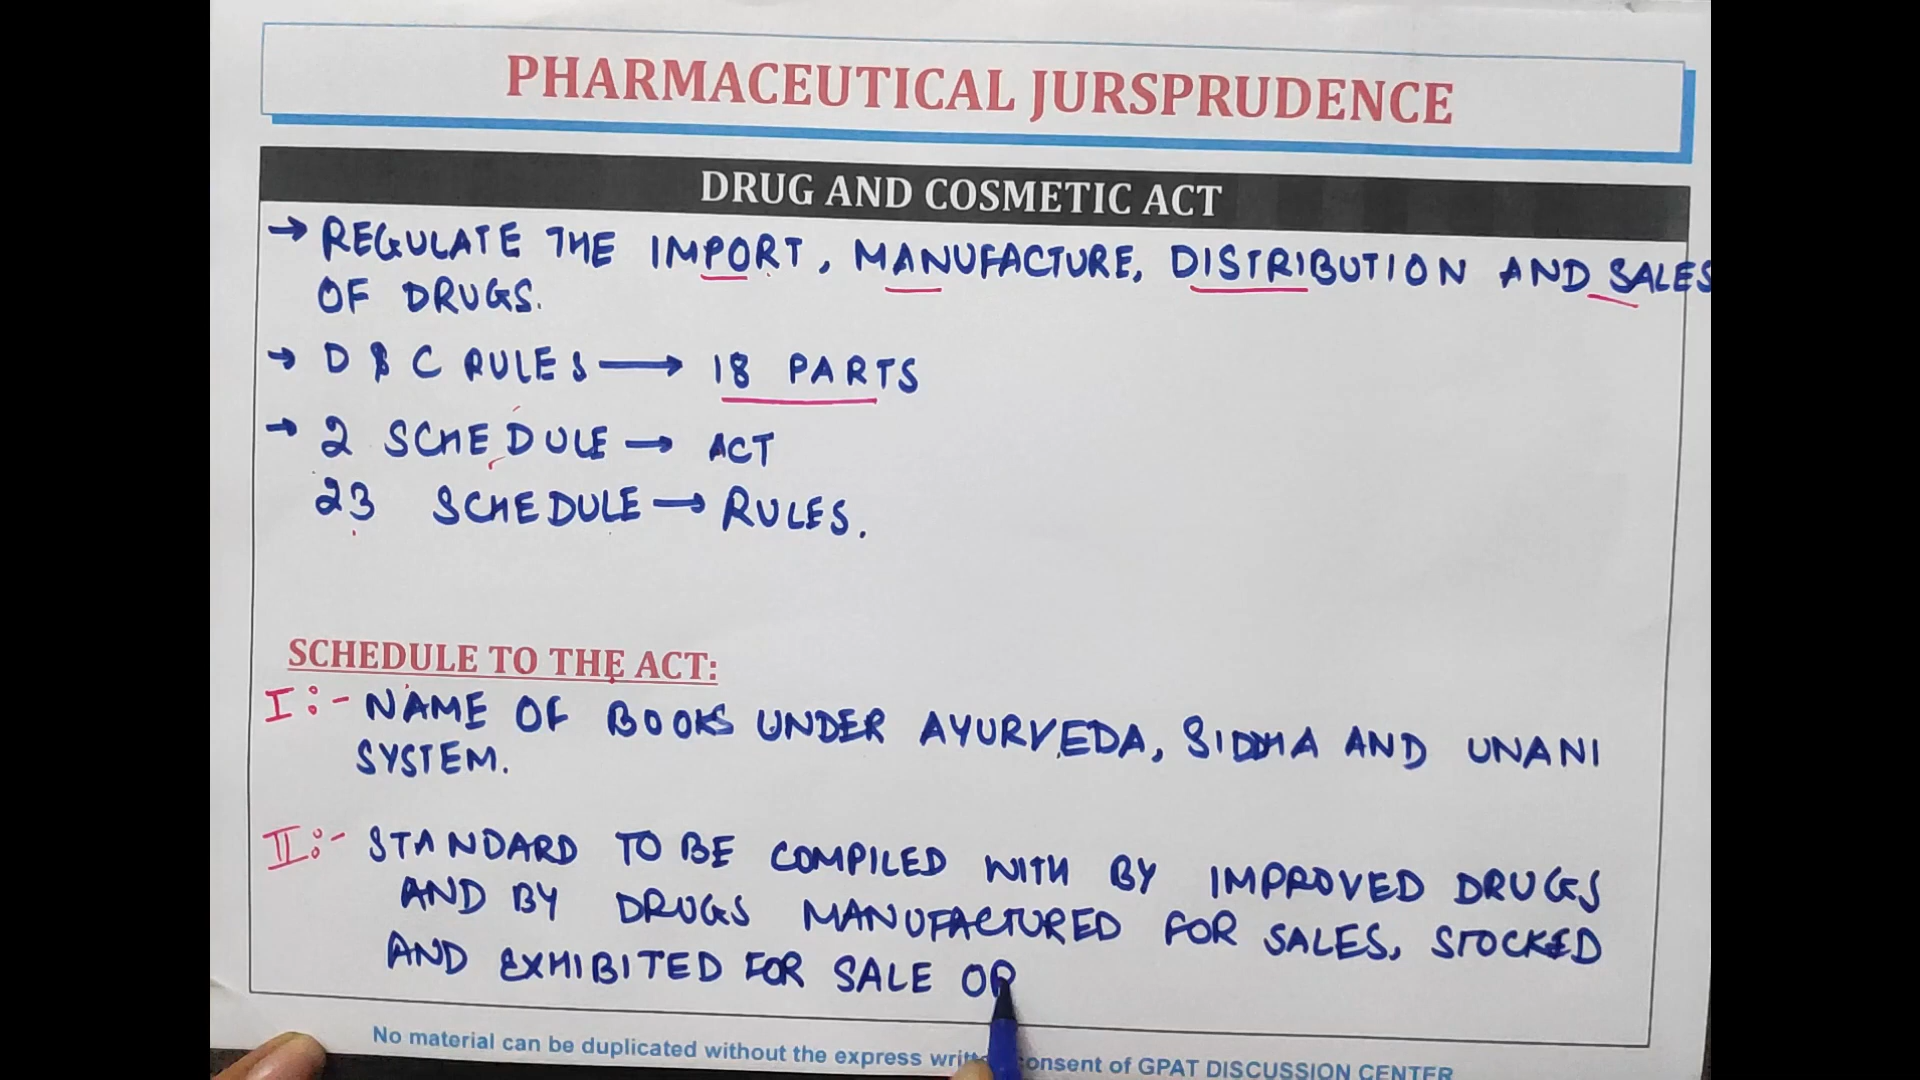 PHARMACEUTICAL JURSPRUDENCE
DRUG AND COSMETIC ACT
→ REGULATE THE IMPORT, MANUFACTURE, DISTRIBUTION AND SALES
OF DRUGS.
→ D & C RULES → 18 PARTS
→ 2 SCHEDULE → ACT
23 SCHEDULE → RULES.
SCHEDULE TO THE ACT:
I:- NAME OF BOOKS UNDER AYURVEDA, SIDDHA AND UNANI
SYSTEM.
II:- STANDARD TO BE COMPILED WITH BY IMPROVED DRUGS
AND BY DRUGS MANUFACTURED FOR SALES, STOCKED
AND EXHIBITED FOR SALE OR
No material can be duplicated without the express consent of GPAT DISCUSSION CENTER